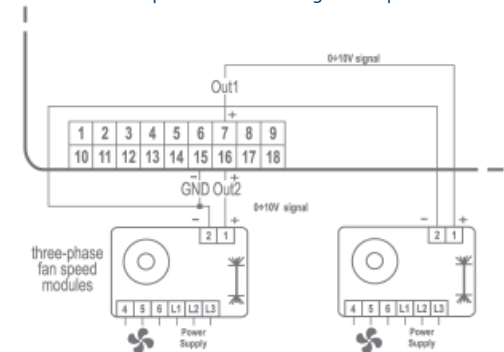 0÷10V signal
Out1
+
1 2 3 4 5 6 7 8 9
10 11 12 13 14 15 16 17 18
- +
GND Out2
0÷10V signal
- +
2 1
- +
2 1
three-phase
fan speed
modules
4 5 6 L1 L2 L3
4 5 6 L1 L2 L3
Power
Supply
Power
Supply